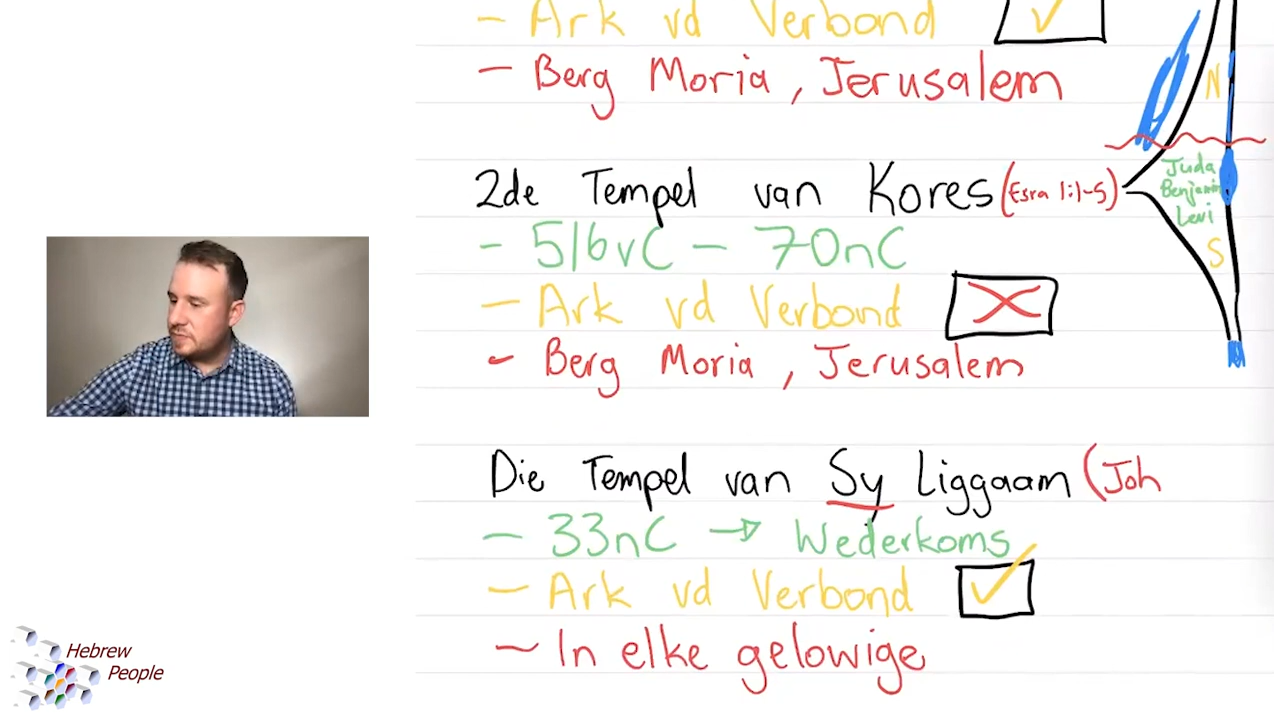 - Ark vd Verbond
- Berg Moria, Jerusalem
2de Tempel van Kores (Esra 1:1-5)
- 516vC - 70nC
- Ark vd Verbond
- Berg Moria, Jerusalem
Die Tempel van Sy Liggaam (Joh
- 33nC → Wederkoms
- Ark vd Verbond
- In elke gelowige
N
Juda
Benjamin
Levi
S
Hebrew
People